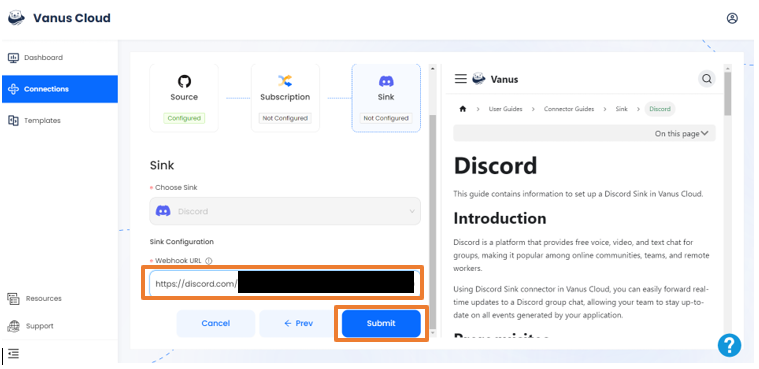 Vanus Cloud
Dashboard
Connections
Templates
Resources
Support
Source
Configured
Subscription
Not Configured
Sink
Not Configured
Sink
* Choose Sink
Discord
Sink Configuration
* Webhook URL
https://discord.com/
Cancel
← Prev
Submit
Vanus
User Guides > Connector Guides > Sink > Discord
On this page
Discord
This guide contains information to set up a Discord Sink in Vanus Cloud.
Introduction
Discord is a platform that provides free voice, video, and text chat for
groups, making it popular among online communities, teams, and remote
workers.
Using Discord Sink connector in Vanus Cloud, you can easily forward real-
time updates to a Discord group chat, allowing your team to stay up-to-
date on all events generated by your application.
?